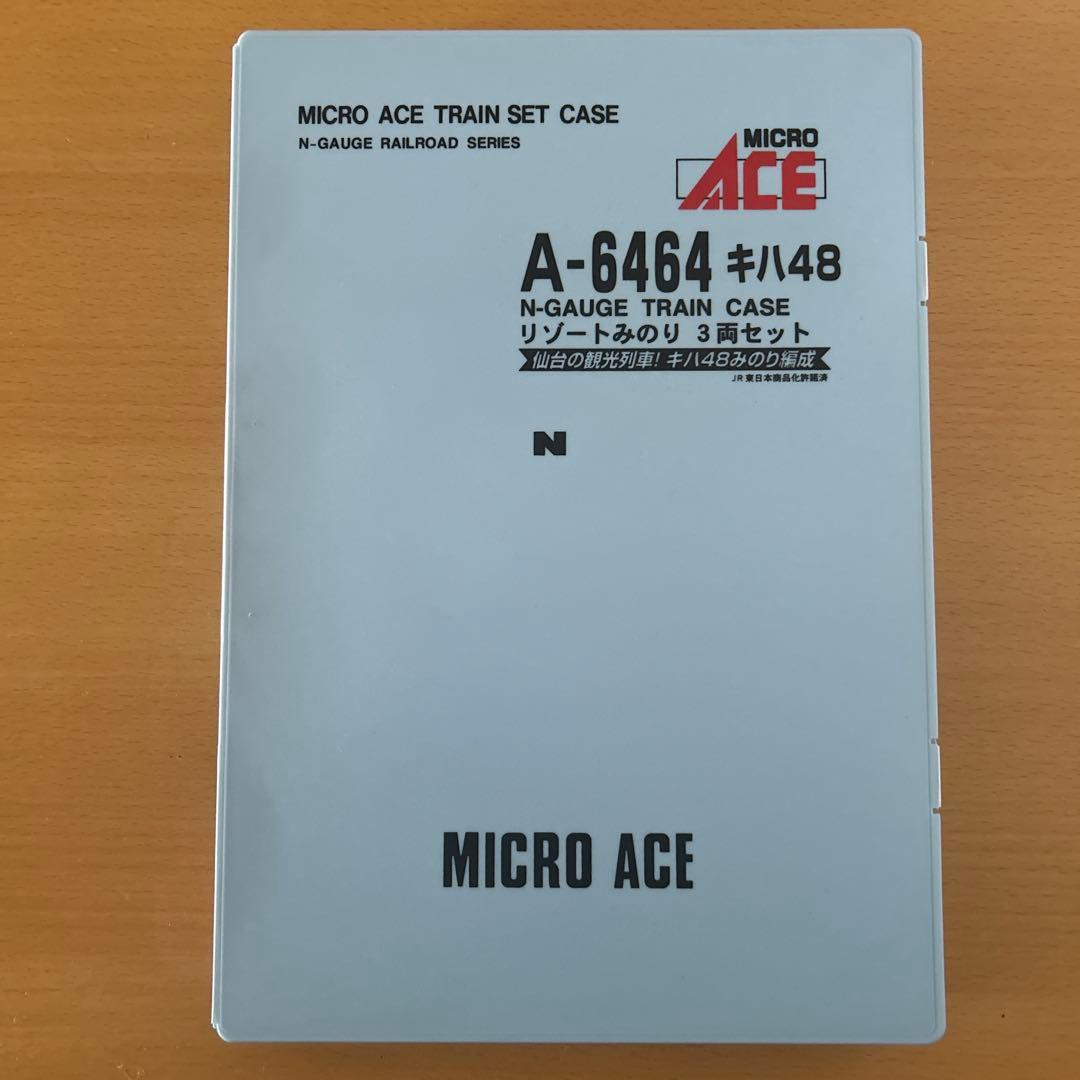 MICRO ACE TRAIN SET CASE
N-GAUGE RAILROAD SERIES
MICRO
ACE
A-6464 キハ48
N-GAUGE TRAIN CASE
リゾートみのり 3両セット
仙台の観光列車! キハ48みのり編成
JR東日本商品化許諾済
N
MICRO ACE